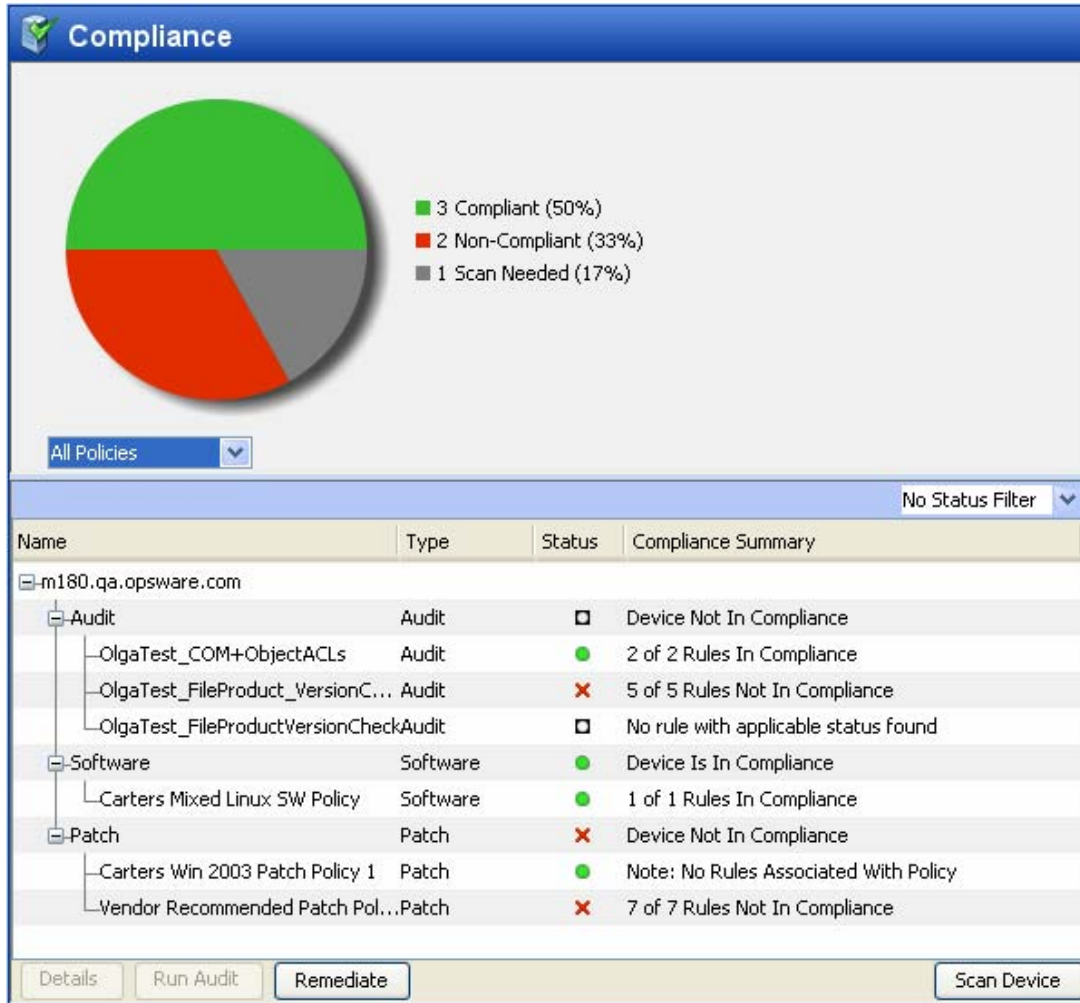 Compliance
3 Compliant (50%)
2 Non-Compliant (33%)
1 Scan Needed (17%)
All Policies
No Status Filter
Name Type Status Compliance Summary
m180.qa.opsware.com
Audit Audit Device Not In Compliance
OlgaTest_COM+ObjectACLs Audit 2 of 2 Rules In Compliance
OlgaTest_FileProduct_VersionC... Audit 5 of 5 Rules Not In Compliance
OlgaTest_FileProductVersionCheck Audit No rule with applicable status found
Software Software Device Is In Compliance
Carters Mixed Linux SW Policy Software 1 of 1 Rules In Compliance
Patch Patch Device Not In Compliance
Carters Win 2003 Patch Policy 1 Patch Note: No Rules Associated With Policy
Vendor Recommended Patch Pol... Patch 7 of 7 Rules Not In Compliance
Details Run Audit Remediate Scan Device